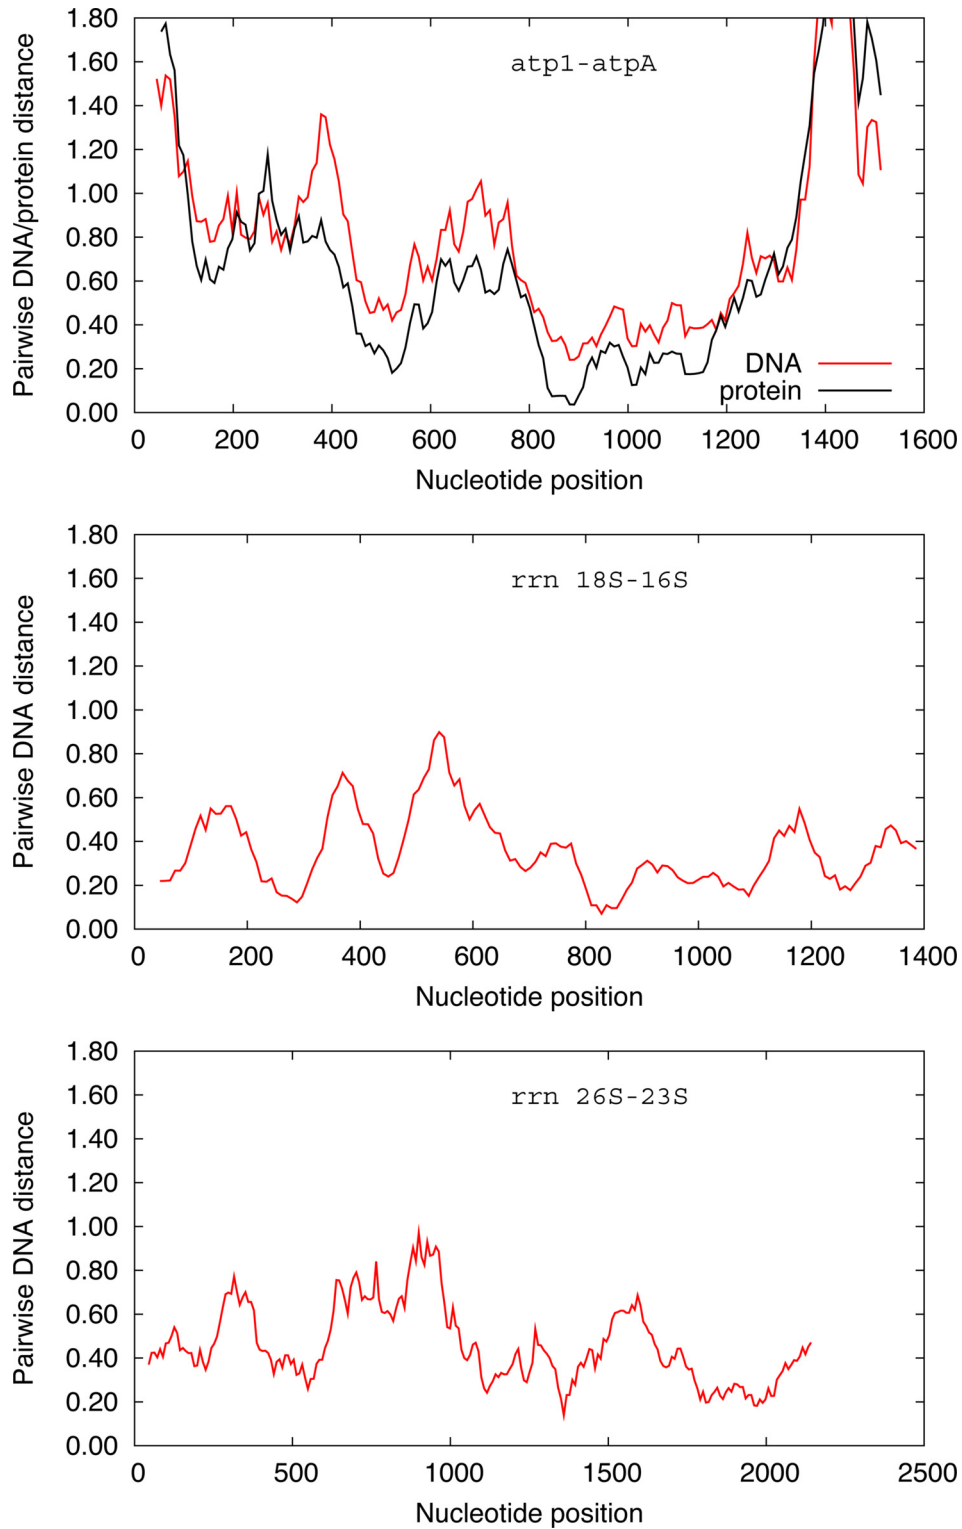 Pairwise DNA/protein distance
1.80
1.60
1.40
1.20
1.00
0.80
0.60
0.40
0.20
0.00
atp1-atpA
DNA
protein
0 200 400 600 800 1000 1200 1400 1600
Nucleotide position
Pairwise DNA distance
1.80
1.60
1.40
1.20
1.00
0.80
0.60
0.40
0.20
0.00
rrn 18S-16S
0 200 400 600 800 1000 1200 1400
Nucleotide position
Pairwise DNA distance
1.80
1.60
1.40
1.20
1.00
0.80
0.60
0.40
0.20
0.00
rrn 26S-23S
0 500 1000 1500 2000 2500
Nucleotide position